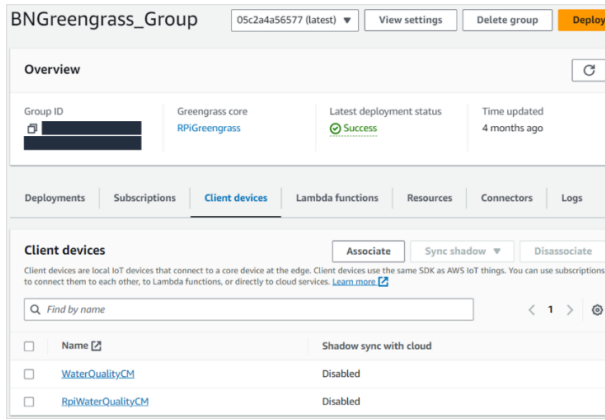 BNGreengrass_Group
05c2a4a56577 (latest)
View settings
Delete group
Deploy
Overview
Group ID
Greengrass core
RPiGreengrass
Latest deployment status
Success
Time updated
4 months ago
Deployments
Subscriptions
Client devices
Lambda functions
Resources
Connectors
Logs
Client devices
Associate
Sync shadow
Disassociate
Client devices are local IoT devices that connect to a core device at the edge. Client devices use the same SDK as AWS IoT things. You can use subscriptions
to connect them to each other, to Lambda functions, or directly to cloud services. Learn more
Find by name
1
Name
Shadow sync with cloud
WaterQualityCM
Disabled
RpiWaterQualityCM
Disabled